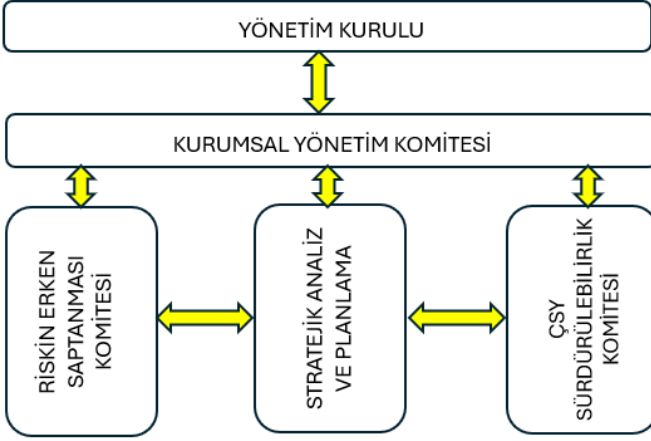 YÖNETİM KURULU
KURUMSAL YÖNETİM KOMİTESİ
RİSKİN ERKEN
SAPTANMASI
KOMİTESİ
STRATEJİK ANALİZ
VE PLANLAMA
ÇSY
SÜRDÜRÜLEBİLİRLİK
KOMİTESİ